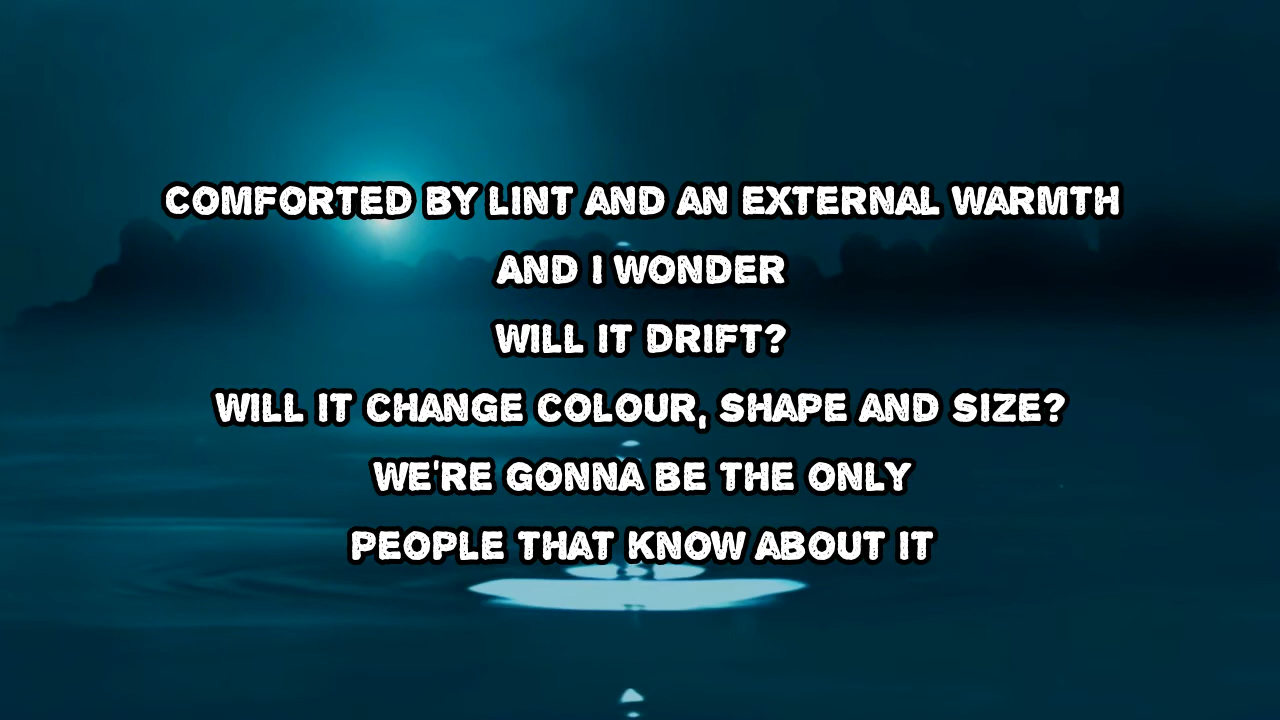 COMFORTED BY LINT AND AN EXTERNAL WARMTH
AND I WONDER
WILL IT DRIFT?
WILL IT CHANGE COLOUR, SHAPE AND SIZE?
WE'RE GONNA BE THE ONLY
PEOPLE THAT KNOW ABOUT IT